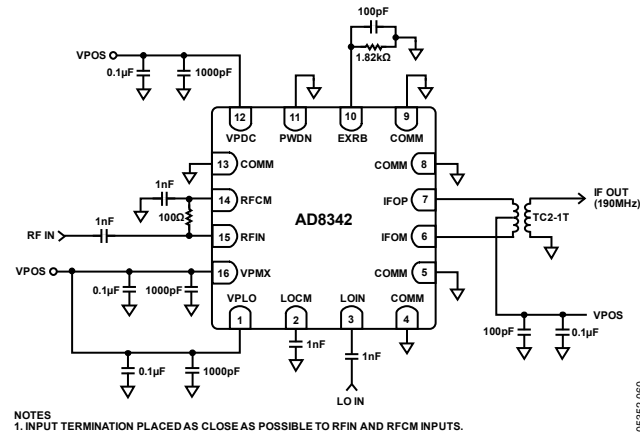 100pF
1.82kΩ
VPOS
0.1µF
1000pF
12
11
10
9
VPDC
PWDN
EXRB
COMM
13
COMM
COMM
8
1nF
14
RFCM
IFOP
7
100Ω
AD8342
TC2-1T
IF OUT
(190MHz)
RF IN
1nF
15
RFIN
IFOM
6
VPOS
16
VPMX
COMM
5
0.1µF
1000pF
VPLO
LOCM
LOIN
COMM
1
2
3
4
VPOS
100pF
0.1µF
1nF
1nF
0.1µF
1000pF
LO IN
NOTES
1. INPUT TERMINATION PLACED AS CLOSE AS POSSIBLE TO RFIN AND RFCM INPUTS.
05352-060